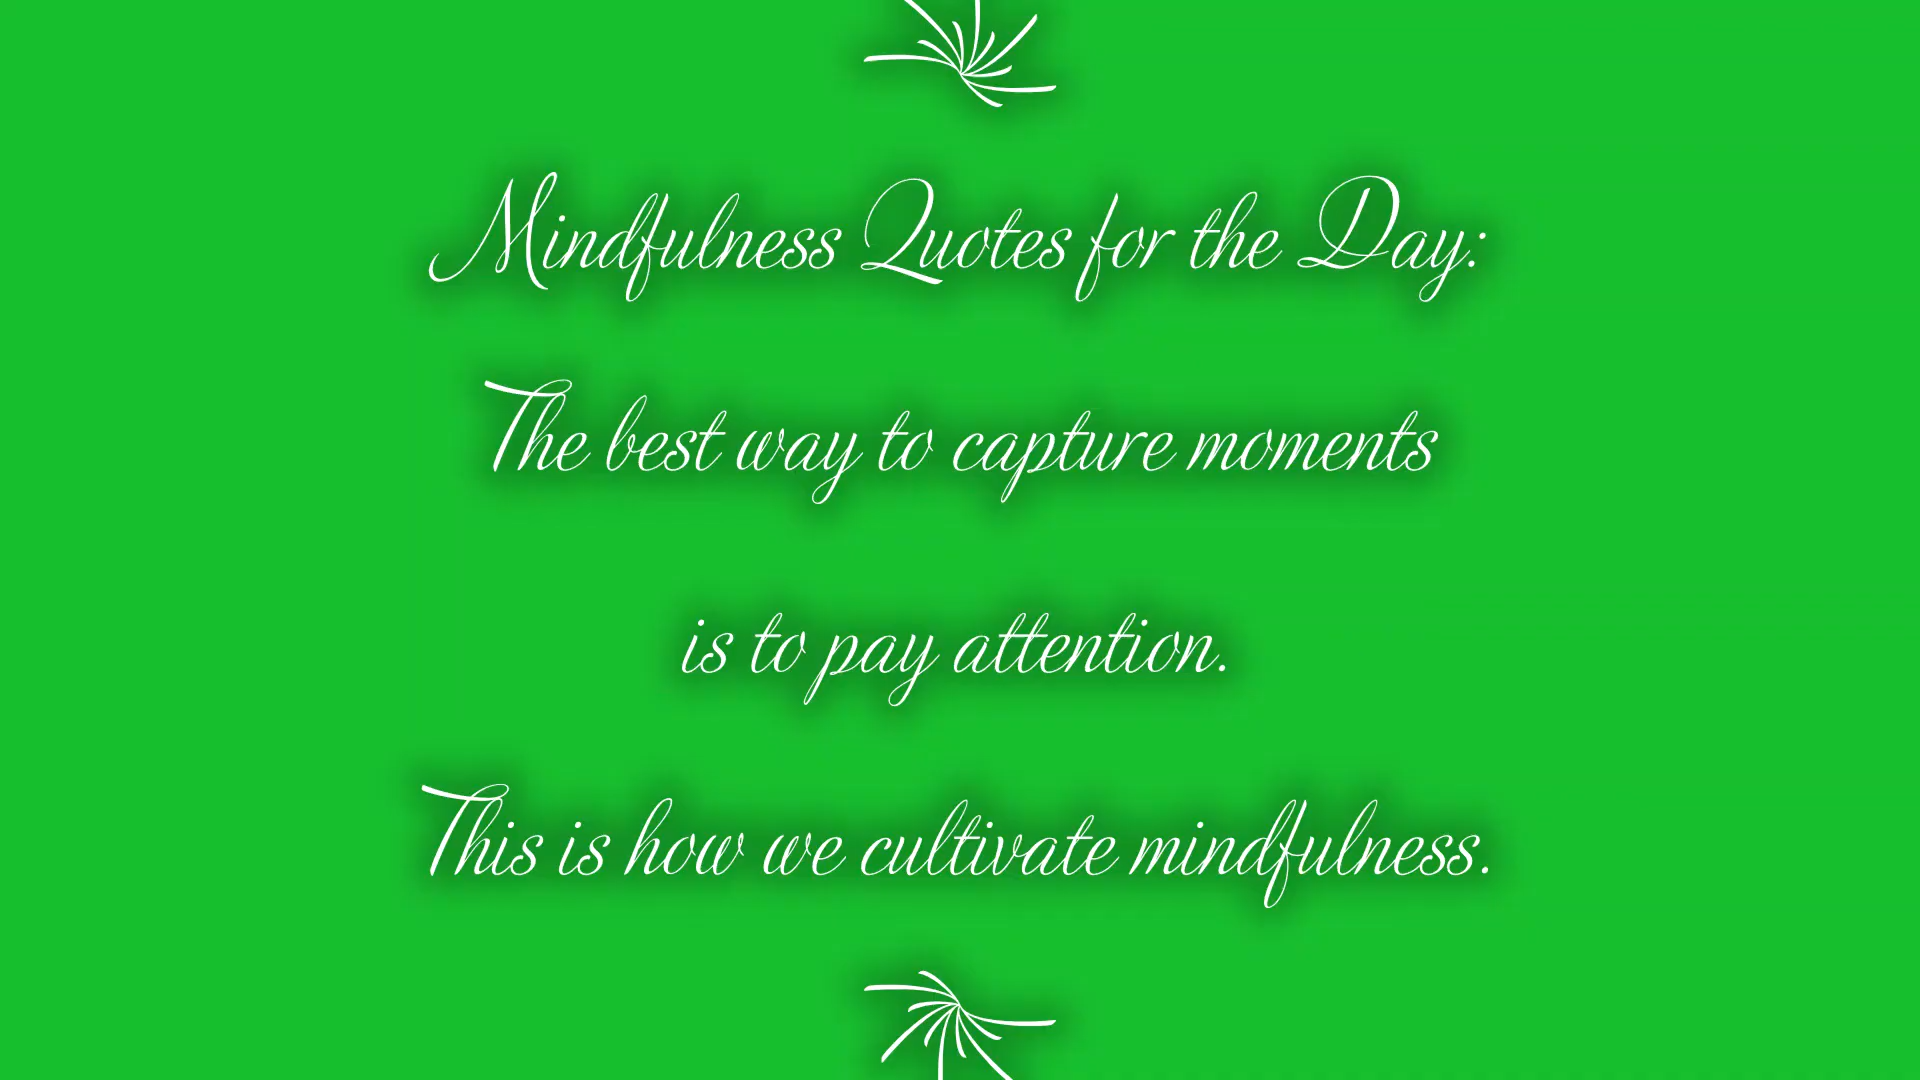 Mindfulness Quotes for the Day:
The best way to capture moments
is to pay attention.
This is how we cultivate mindfulness.